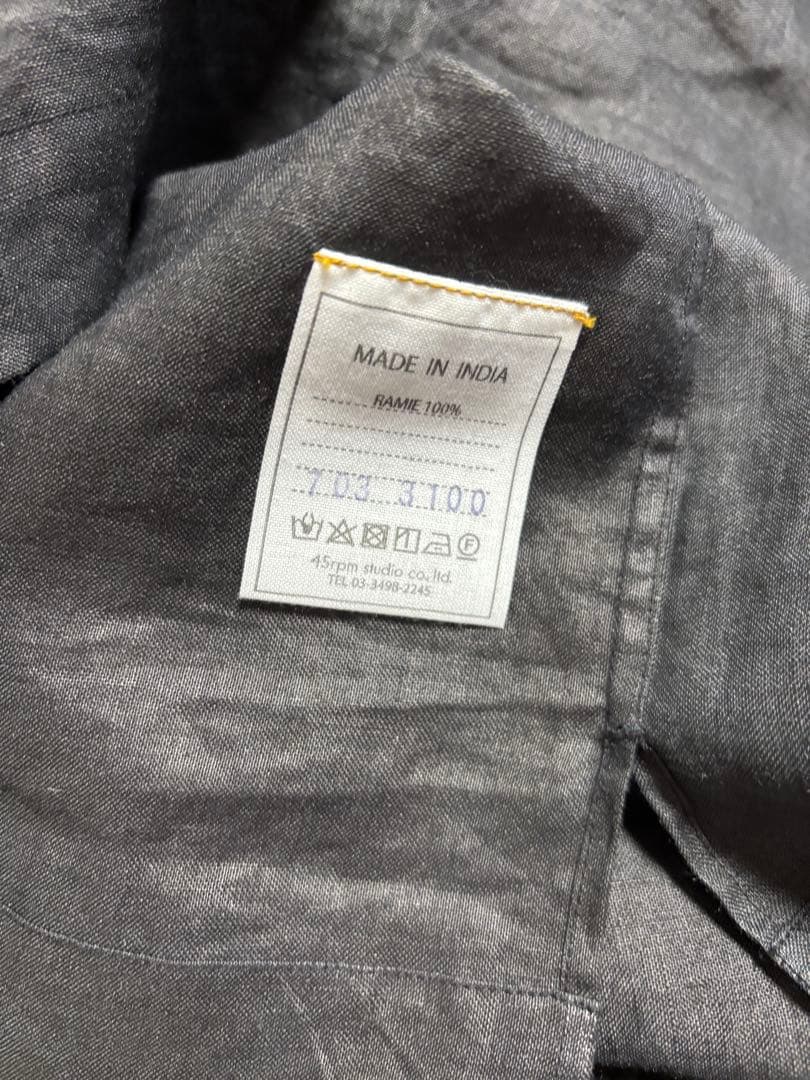 MADE IN INDIA
RAMIE 100%
703 3100
F
45rpm studio co., ltd.
TEL 03-3498-2245